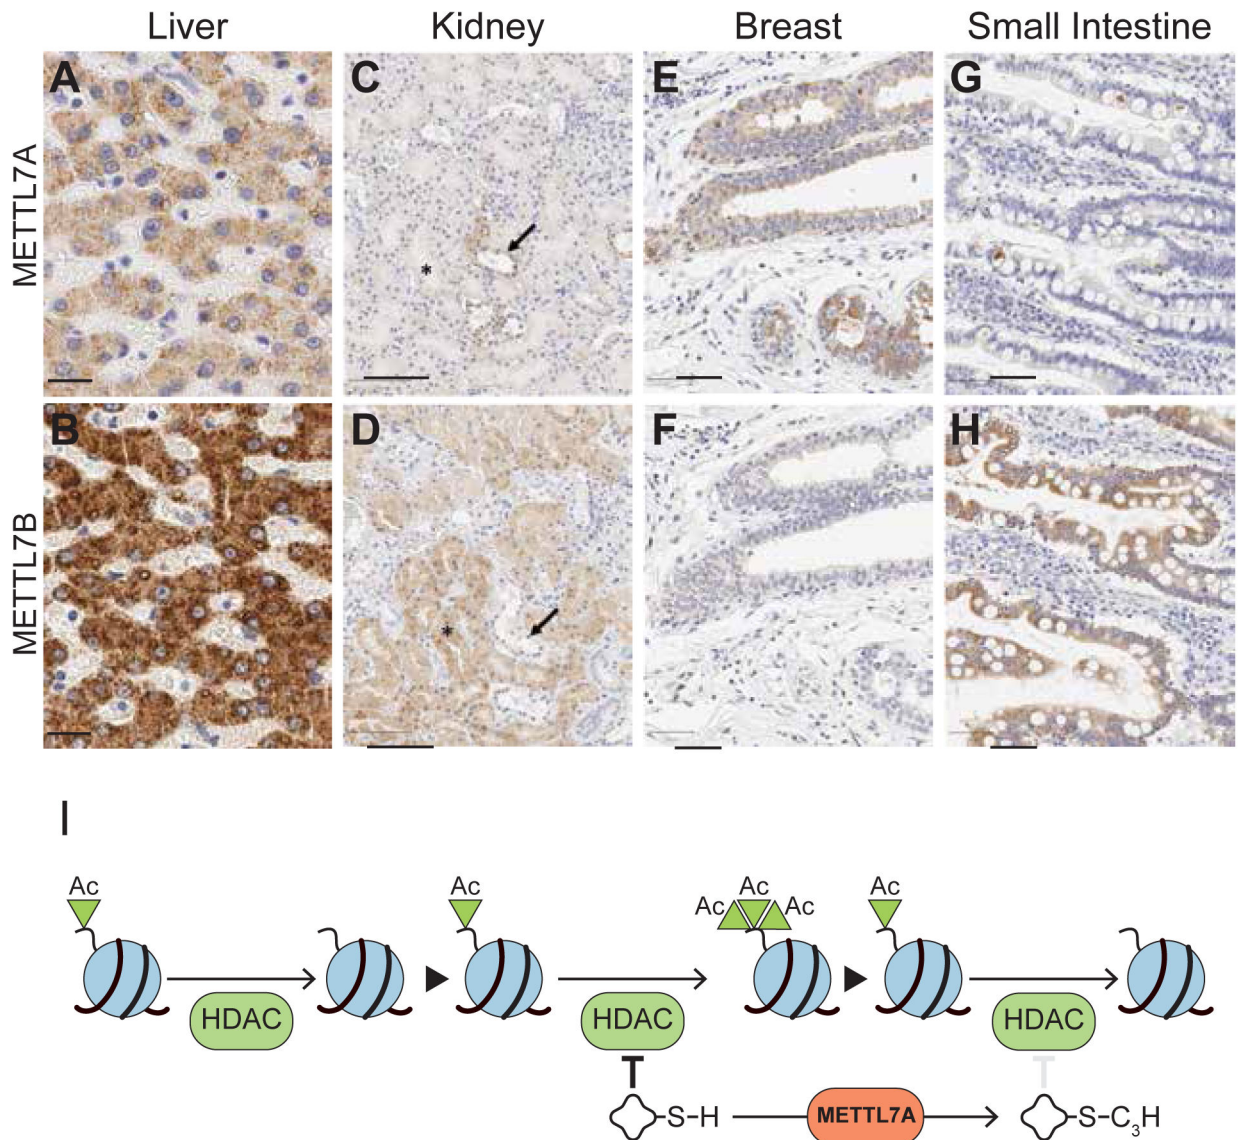 Liver Kidney Breast Small Intestine
METTL7A
A C E G
*
METTL7B
B D F H
*
I
Ac Ac Ac
Ac Ac Ac
HDAC HDAC HDAC
S-H METTL7A S-C₃H